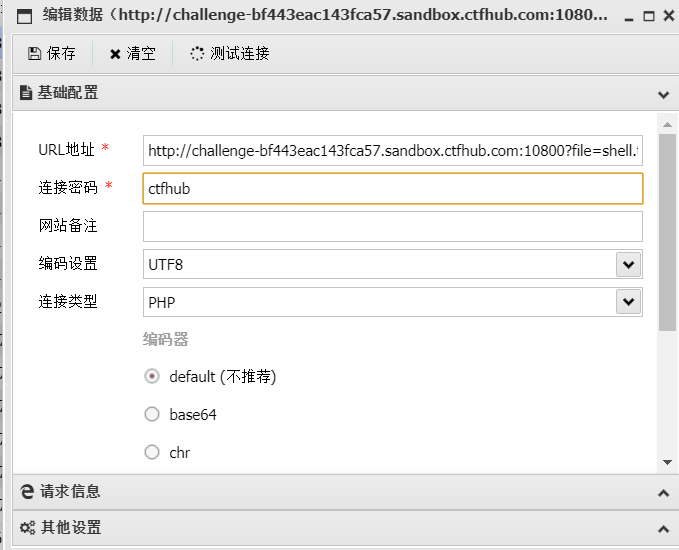 编辑数据（http://challenge-bf443eac143fca57.sandbox.ctfhub.com:1080...
保存 清空 测试连接
基础配置
URL地址 * http://challenge-bf443eac143fca57.sandbox.ctfhub.com:10800?file=shell.
连接密码 * ctfhub
网站备注
编码设置 UTF8
连接类型 PHP
编码器
default (不推荐)
base64
chr
请求信息
其他设置